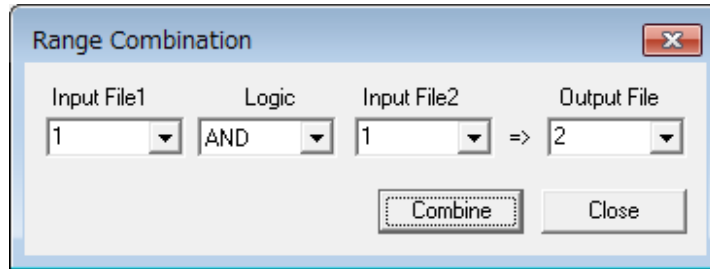 Range Combination
Input File1 Logic Input File2 Output File
1 AND 1 => 2
Combine Close